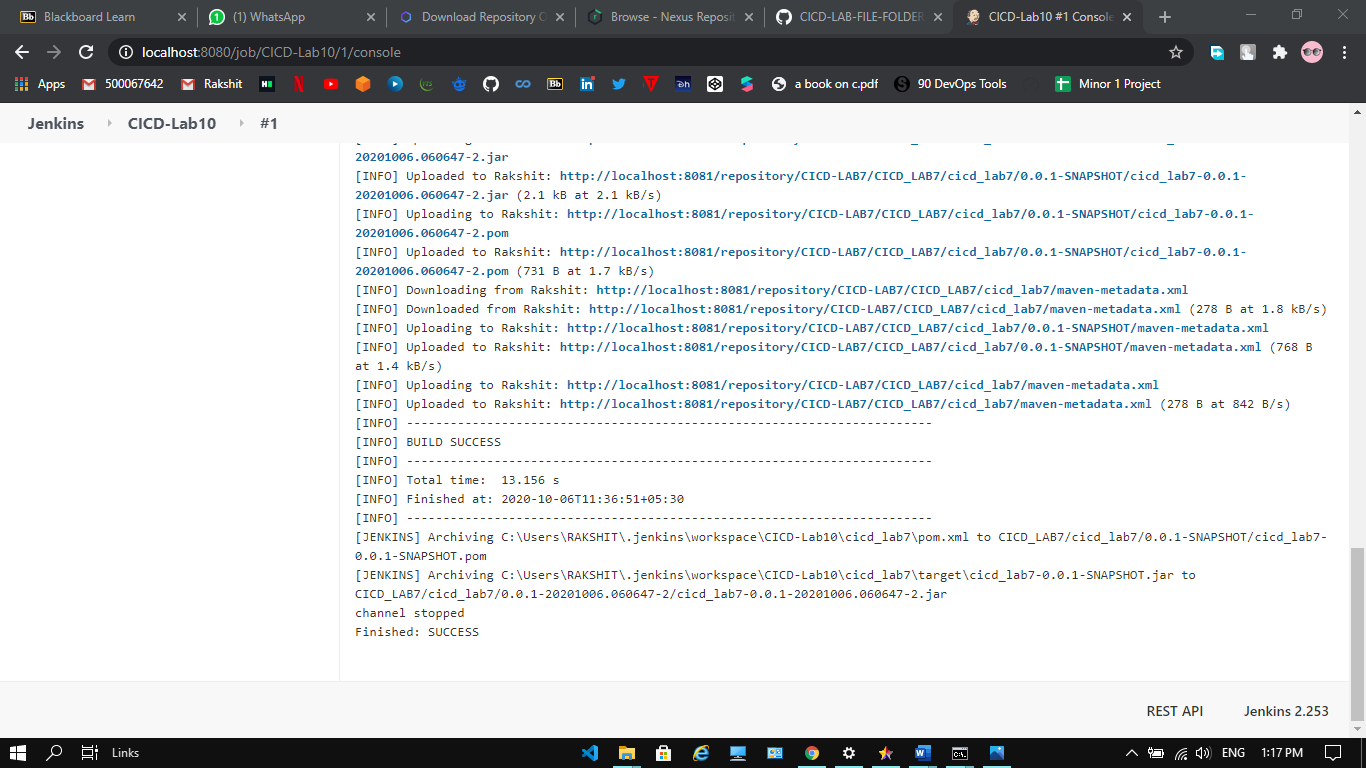 Blackboard Learn
(1) WhatsApp
Download Repository C
Browse - Nexus Reposit
CICD-LAB-FILE-FOLDER
CICD-Lab10 #1 Console
localhost:8080/job/CICD-Lab10/1/console
Apps
500067642
Rakshit
a book on c.pdf
90 DevOps Tools
Minor 1 Project
Jenkins
CICD-Lab10
#1
20201006.060647-2.jar
[INFO] Uploaded to Rakshit: http://localhost:8081/repository/CICD-LAB7/CICD_LAB7/cicd_lab7/0.0.1-SNAPSHOT/cicd_lab7-0.0.1-
20201006.060647-2.jar (2.1 kB at 2.1 kB/s)
[INFO] Uploading to Rakshit: http://localhost:8081/repository/CICD-LAB7/CICD_LAB7/cicd_lab7/0.0.1-SNAPSHOT/cicd_lab7-0.0.1-
20201006.060647-2.pom
[INFO] Uploaded to Rakshit: http://localhost:8081/repository/CICD-LAB7/CICD_LAB7/cicd_lab7/0.0.1-SNAPSHOT/cicd_lab7-0.0.1-
20201006.060647-2.pom (731 B at 1.7 kB/s)
[INFO] Downloading from Rakshit: http://localhost:8081/repository/CICD-LAB7/CICD_LAB7/cicd_lab7/maven-metadata.xml
[INFO] Downloaded from Rakshit: http://localhost:8081/repository/CICD-LAB7/CICD_LAB7/cicd_lab7/maven-metadata.xml (278 B at 1.8 kB/s)
[INFO] Uploading to Rakshit: http://localhost:8081/repository/CICD-LAB7/CICD_LAB7/cicd_lab7/0.0.1-SNAPSHOT/maven-metadata.xml
[INFO] Uploaded to Rakshit: http://localhost:8081/repository/CICD-LAB7/CICD_LAB7/cicd_lab7/0.0.1-SNAPSHOT/maven-metadata.xml (768 B
at 1.4 kB/s)
[INFO] Uploading to Rakshit: http://localhost:8081/repository/CICD-LAB7/CICD_LAB7/cicd_lab7/maven-metadata.xml
[INFO] Uploaded to Rakshit: http://localhost:8081/repository/CICD-LAB7/CICD_LAB7/cicd_lab7/maven-metadata.xml (278 B at 842 B/s)
[INFO] ------------------------------------------------------------------------
[INFO] BUILD SUCCESS
[INFO] ------------------------------------------------------------------------
[INFO] Total time:  13.156 s
[INFO] Finished at: 2020-10-06T11:36:51+05:30
[INFO] ------------------------------------------------------------------------
[JENKINS] Archiving C:\Users\RAKSHIT\.jenkins\workspace\CICD-Lab10\cicd_lab7\pom.xml to CICD_LAB7/cicd_lab7/0.0.1-SNAPSHOT/cicd_lab7-
0.0.1-SNAPSHOT.pom
[JENKINS] Archiving C:\Users\RAKSHIT\.jenkins\workspace\CICD-Lab10\cicd_lab7\target\cicd_lab7-0.0.1-SNAPSHOT.jar to
CICD_LAB7/cicd_lab7/0.0.1-20201006.060647-2/cicd_lab7-0.0.1-20201006.060647-2.jar
channel stopped
Finished: SUCCESS
REST API
Jenkins 2.253
Links
ENG
1:17 PM